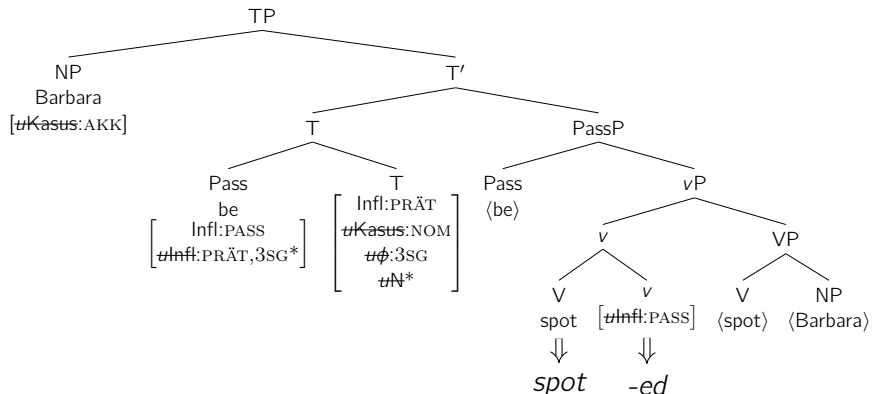 TP
NP T′
Barbara
[uKasus:AKK]
T PassP
Pass T Pass vP
be ⟨be⟩
[Infl:PASS
uInfl:PRÄT,3SG*]
[Infl:PRÄT
uKasus:NOM
uϕ:3SG
uN*]
v VP
V v V NP
spot [uInfl:PASS] ⟨spot⟩ ⟨Barbara⟩
⇓ ⇓
spot -ed